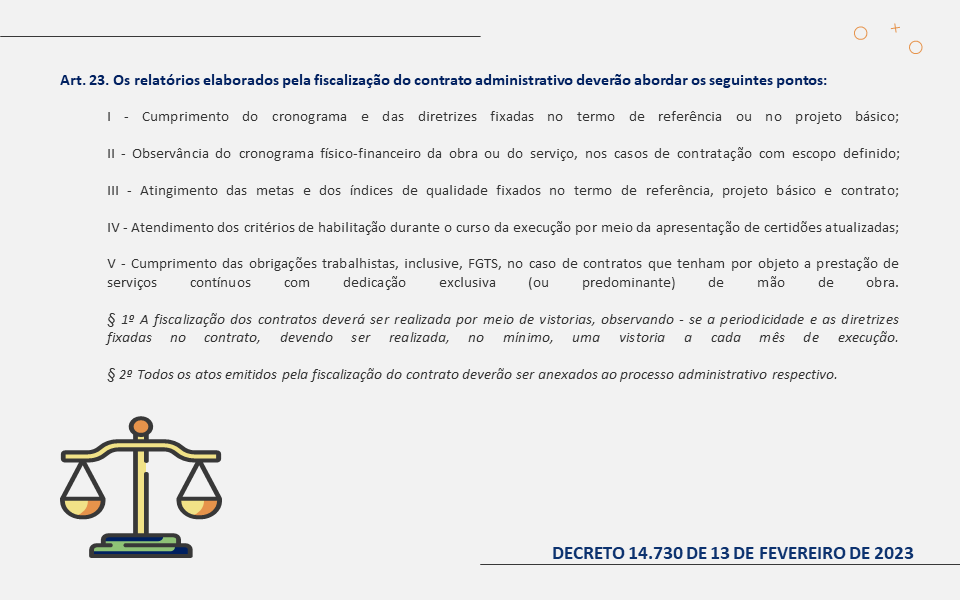 Art. 23. Os relatórios elaborados pela fiscalização do contrato administrativo deverão abordar os seguintes pontos:
I - Cumprimento do cronograma e das diretrizes fixadas no termo de referência ou no projeto básico;
II - Observância do cronograma físico-financeiro da obra ou do serviço, nos casos de contratação com escopo definido;
III - Atingimento das metas e dos índices de qualidade fixados no termo de referência, projeto básico e contrato;
IV - Atendimento dos critérios de habilitação durante o curso da execução por meio da apresentação de certidões atualizadas;
V - Cumprimento das obrigações trabalhistas, inclusive, FGTS, no caso de contratos que tenham por objeto a prestação de
serviços contínuos com dedicação exclusiva (ou predominante) de mão de obra.
§ 1º A fiscalização dos contratos deverá ser realizada por meio de vistorias, observando - se a periodicidade e as diretrizes
fixadas no contrato, devendo ser realizada, no mínimo, uma vistoria a cada mês de execução.
§ 2º Todos os atos emitidos pela fiscalização do contrato deverão ser anexados ao processo administrativo respectivo.
DECRETO 14.730 DE 13 DE FEVEREIRO DE 2023